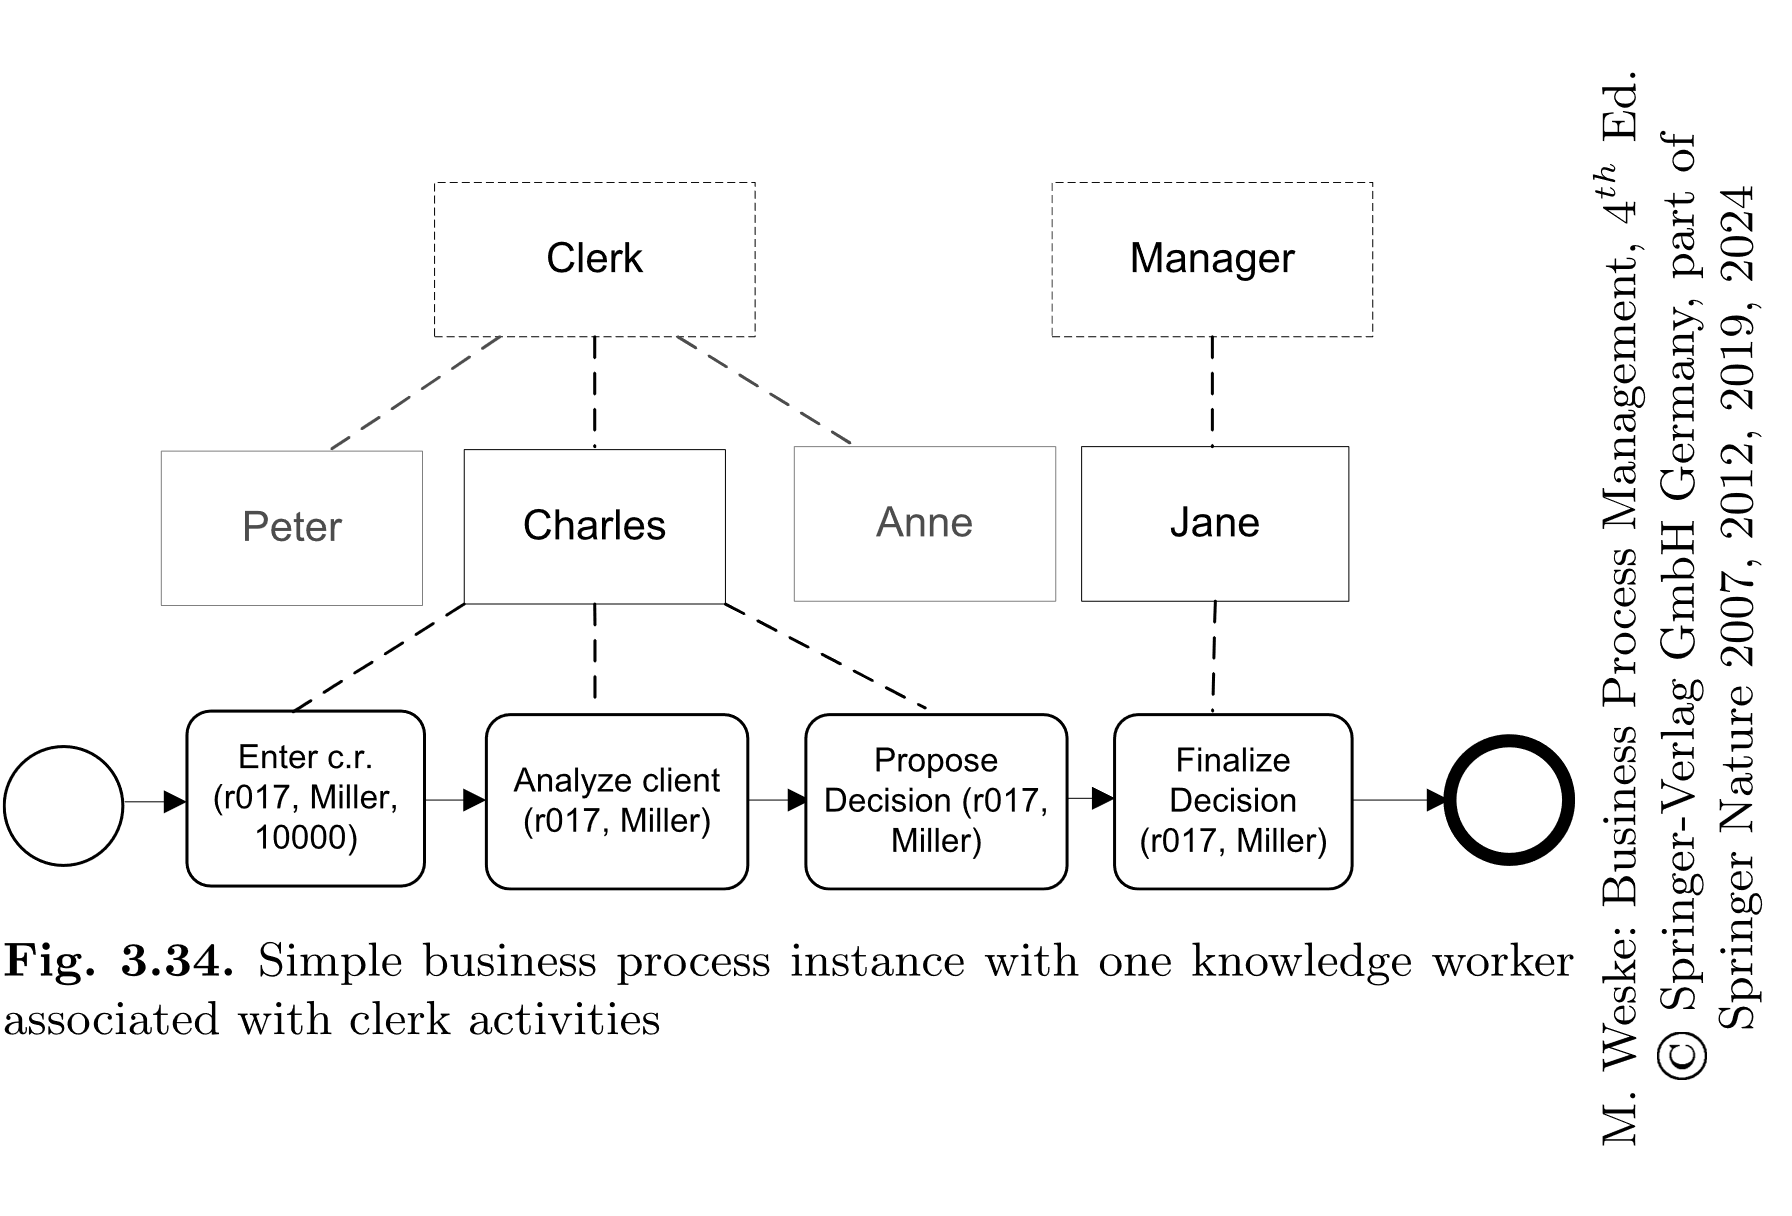 Clerk
Manager
Peter
Charles
Anne
Jane
Enter c.r.
(r017, Miller,
10000)
Analyze client
(r017, Miller)
Propose
Decision (r017,
Miller)
Finalize
Decision
(r017, Miller)
Fig. 3.34. Simple business process instance with one knowledge worker
associated with clerk activities
M. Weske: Business Process Management, 4th Ed.
© Springer-Verlag GmbH Germany, part of
Springer Nature 2007, 2012, 2019, 2024